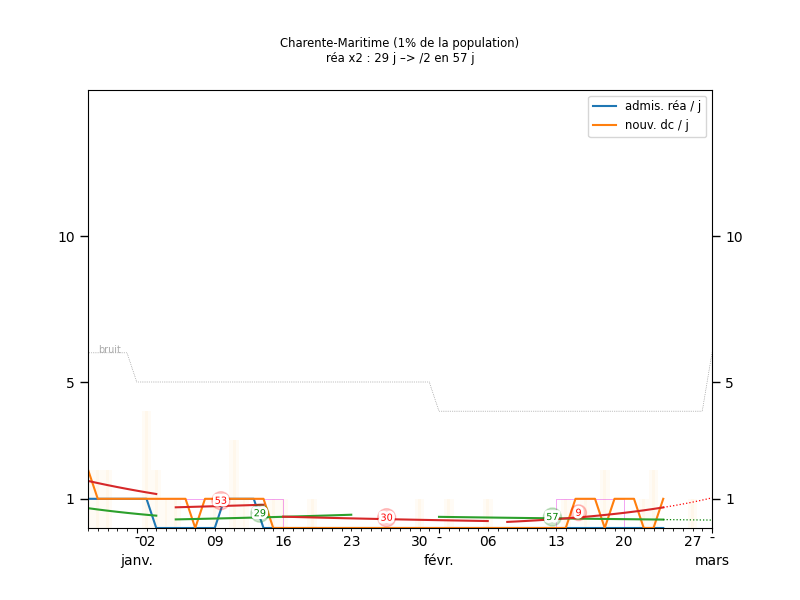 Charente-Maritime (1% de la population)
réa x2 : 29 j –> /2 en 57 j
admis. réa / j
nouv. dc / j
10
10
bruit
5
5
1
1
53
29
30
57
9
02
09
16
23
30
06
13
20
27
janv.
févr.
mars